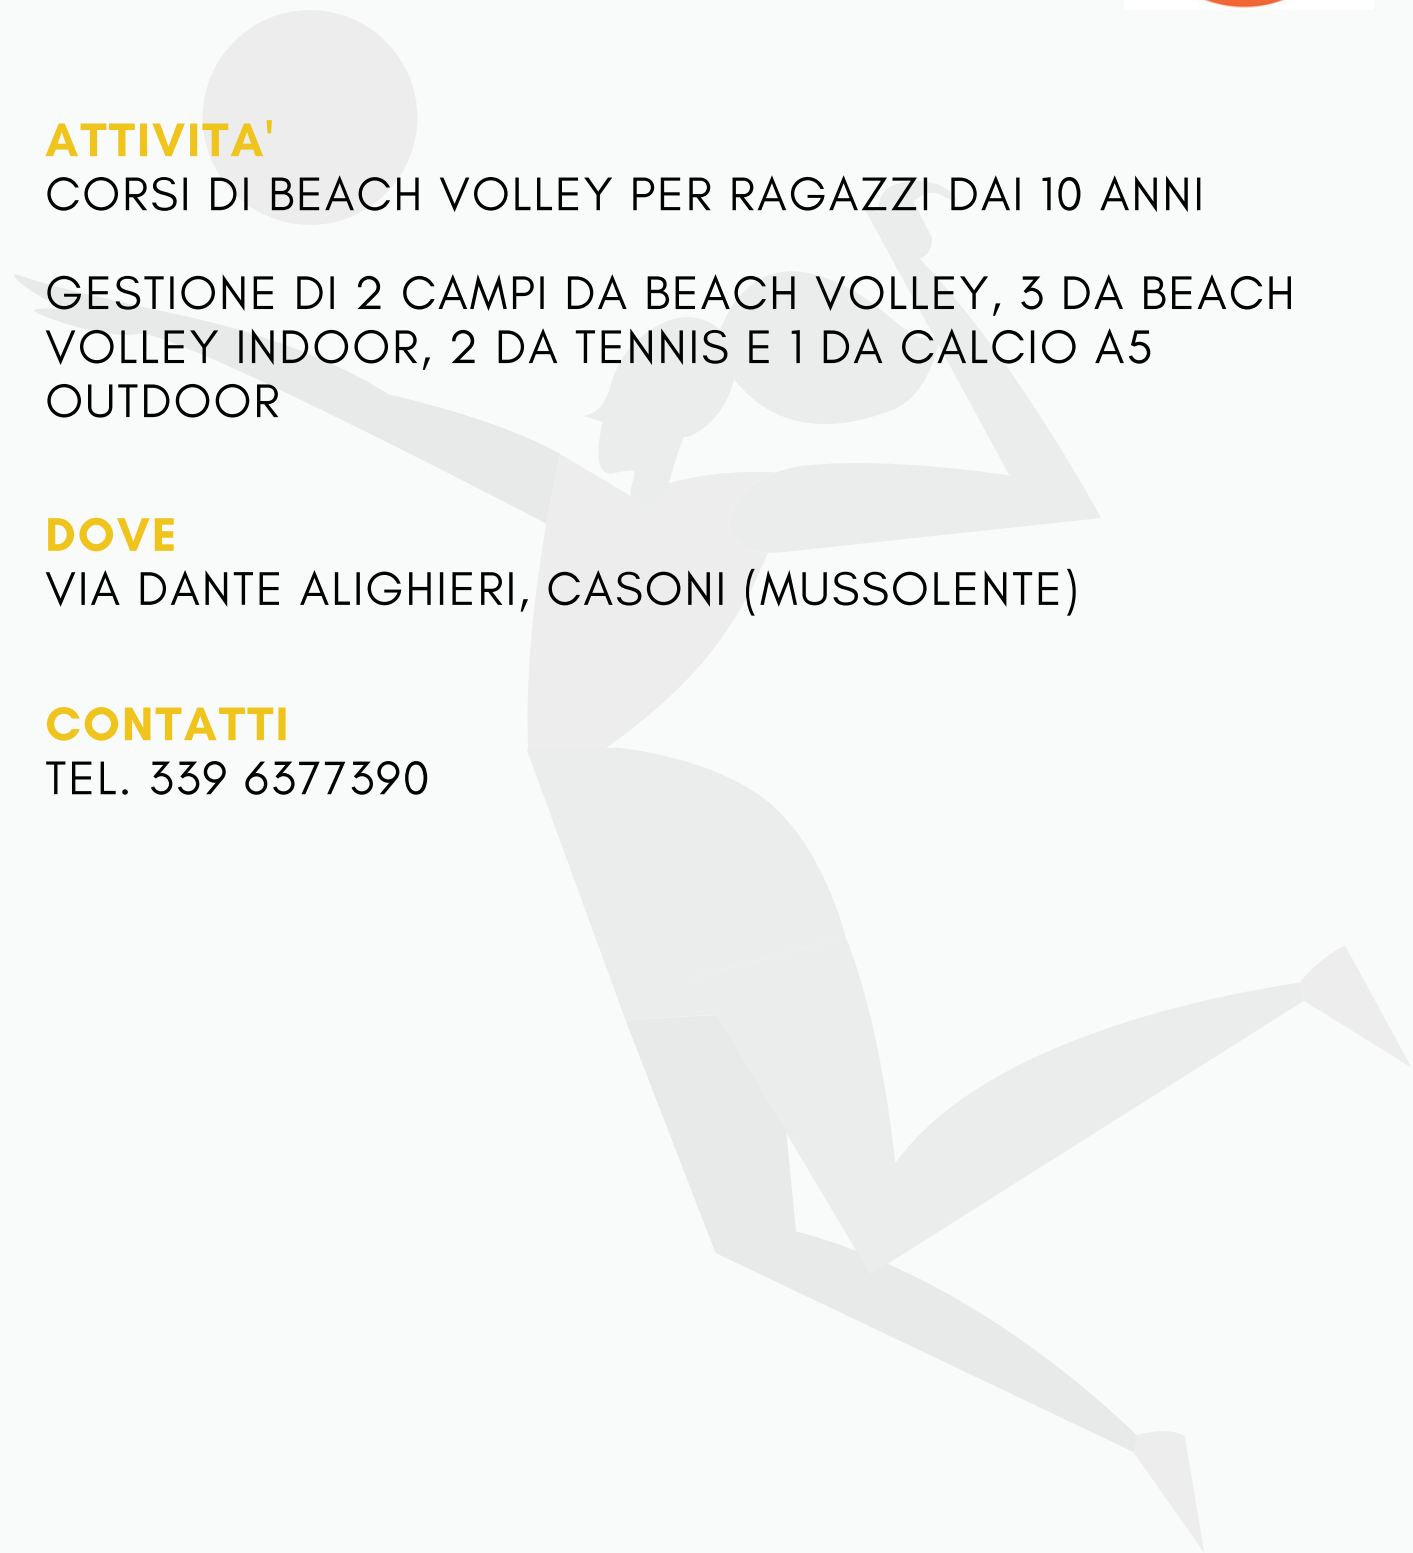 ATTIVITA'
CORSI DI BEACH VOLLEY PER RAGAZZI DAI 10 ANNI
GESTIONE DI 2 CAMPI DA BEACH VOLLEY, 3 DA BEACH
VOLLEY INDOOR, 2 DA TENNIS E 1 DA CALCIO A5
OUTDOOR
DOVE
VIA DANTE ALIGHIERI, CASONI (MUSSOLENTE)
CONTATTI
TEL. 339 6377390